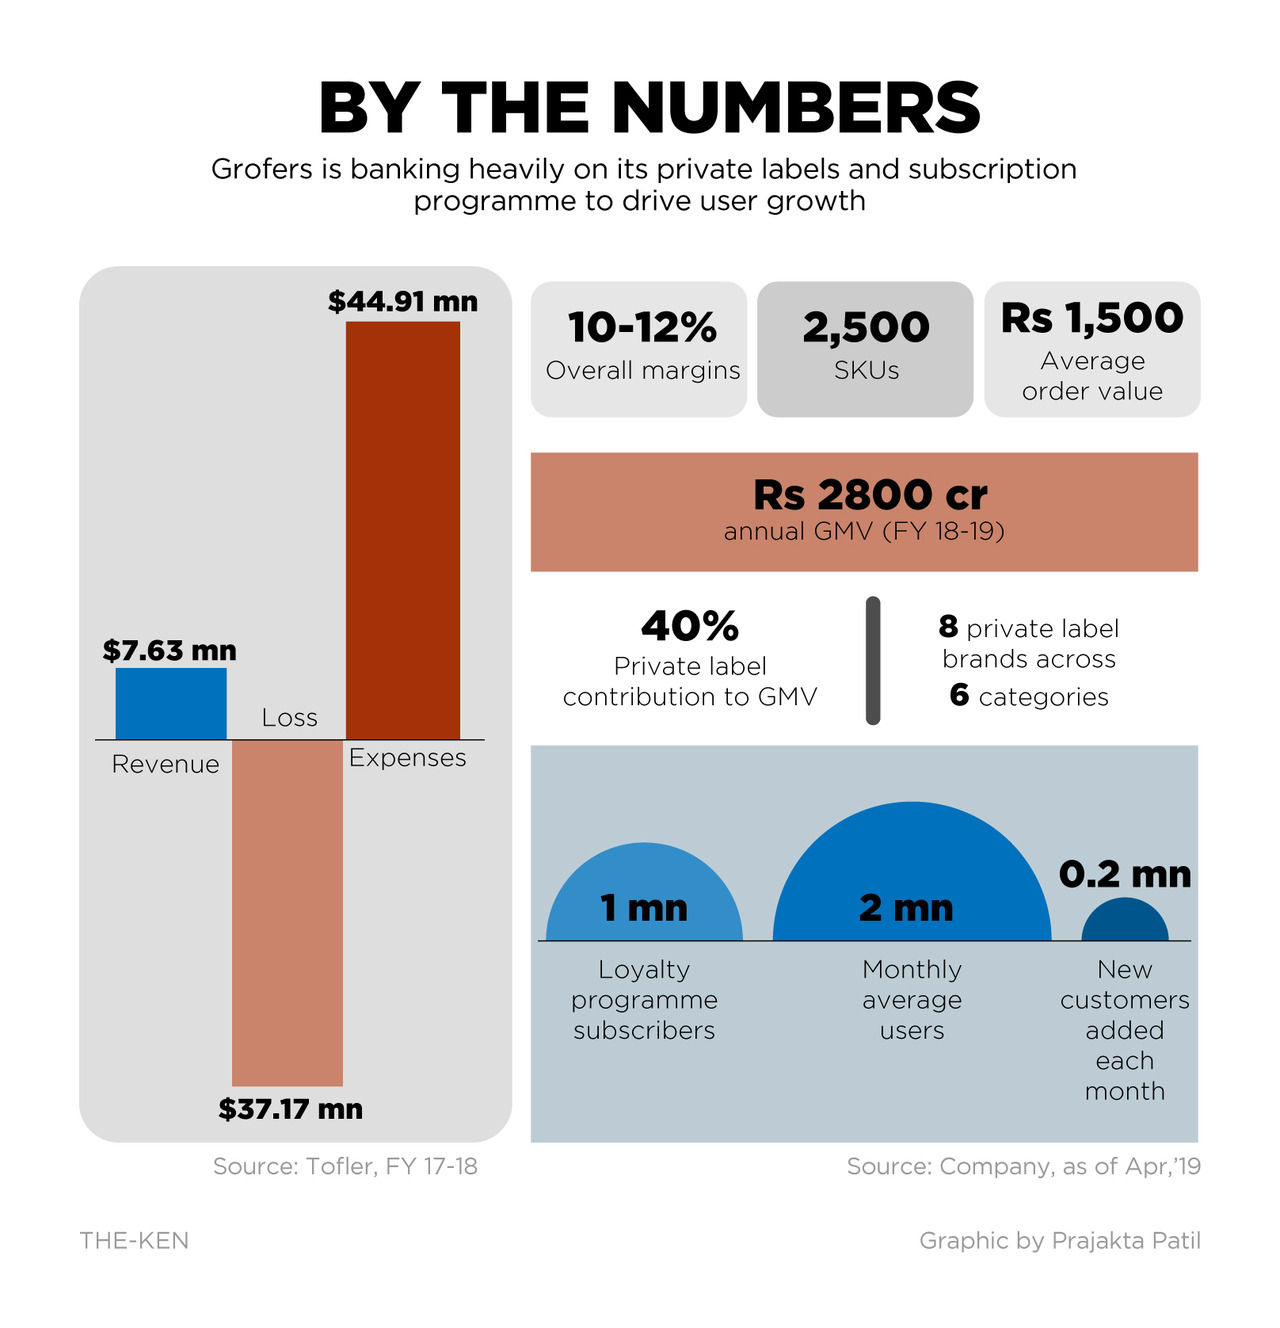 BY THE NUMBERS
Grofers is banking heavily on its private labels and subscription
programme to drive user growth
$44.91 mn
$7.63 mn
Loss
Revenue
Expenses
$37.17 mn
Source: Tofler, FY 17-18
10-12%
Overall margins
2,500
SKUs
Rs 1,500
Average
order value
Rs 2800 cr
annual GMV (FY 18-19)
40%
Private label
contribution to GMV
8 private label
brands across
6 categories
1 mn
Loyalty
programme
subscribers
2 mn
Monthly
average
users
0.2 mn
New
customers
added
each
month
Source: Company, as of Apr,'19
THE-KEN
Graphic by Prajakta Patil